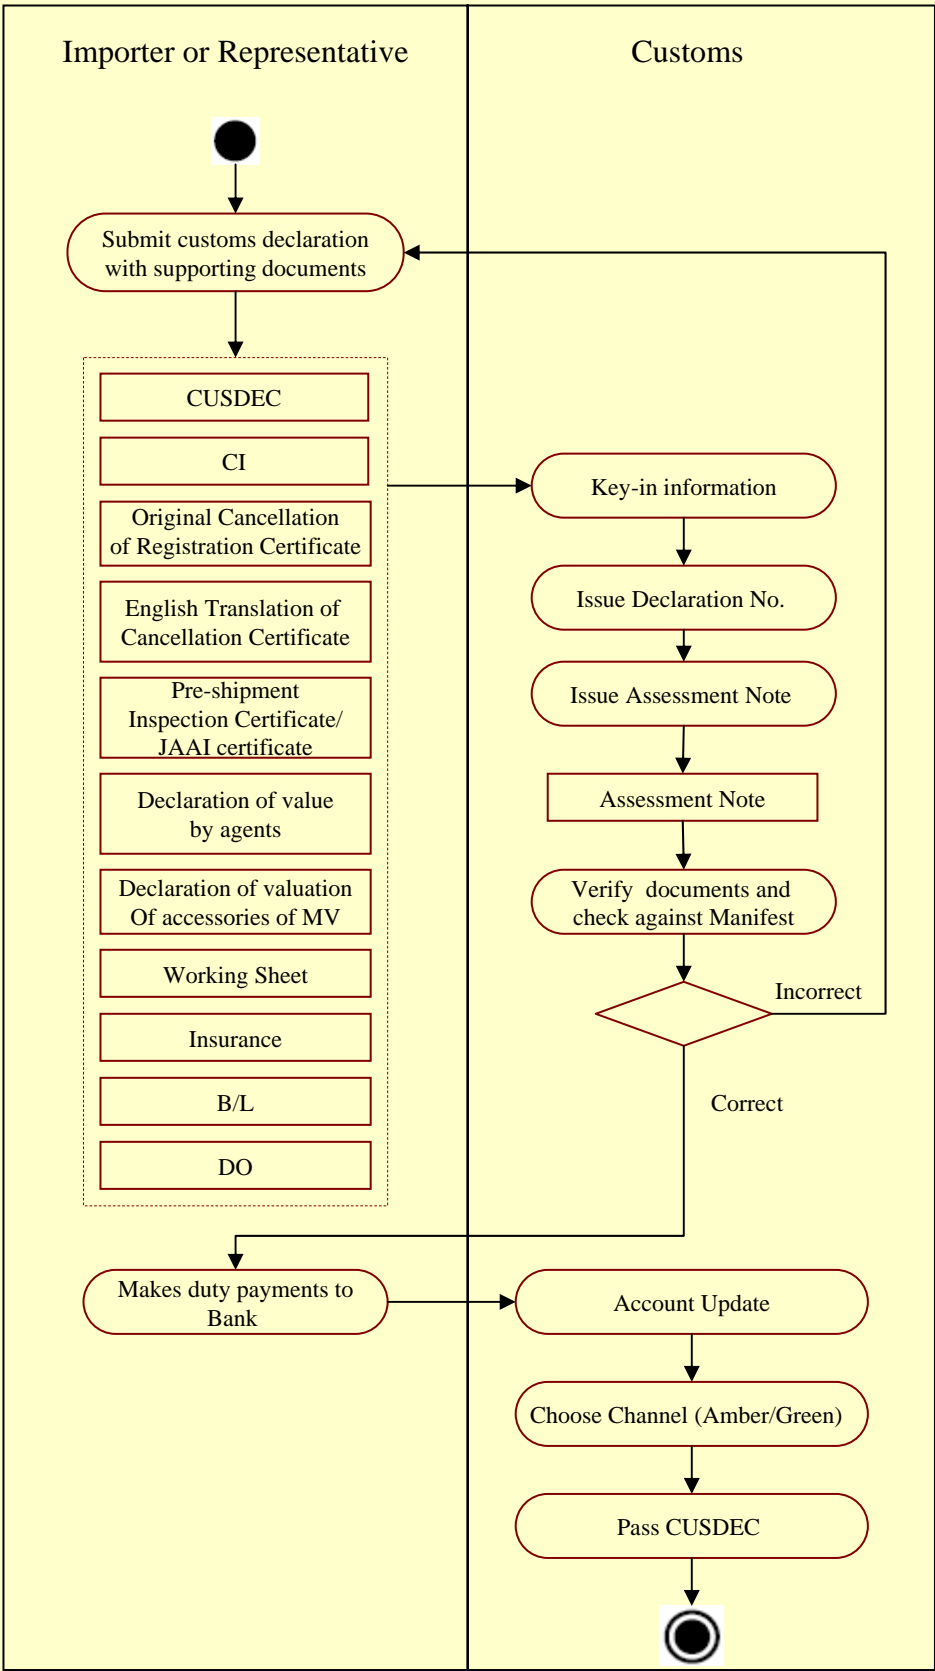 Importer or Representative
Customs
Submit customs declaration
with supporting documents
CUSDEC
CI
Original Cancellation
of Registration Certificate
English Translation of
Cancellation Certificate
Pre-shipment
Inspection Certificate/
JAAI certificate
Declaration of value
by agents
Declaration of valuation
Of accessories of MV
Working Sheet
Insurance
B/L
DO
Key-in information
Issue Declaration No.
Issue Assessment Note
Assessment Note
Verify documents and
check against Manifest
Incorrect
Correct
Makes duty payments to
Bank
Account Update
Choose Channel (Amber/Green)
Pass CUSDEC